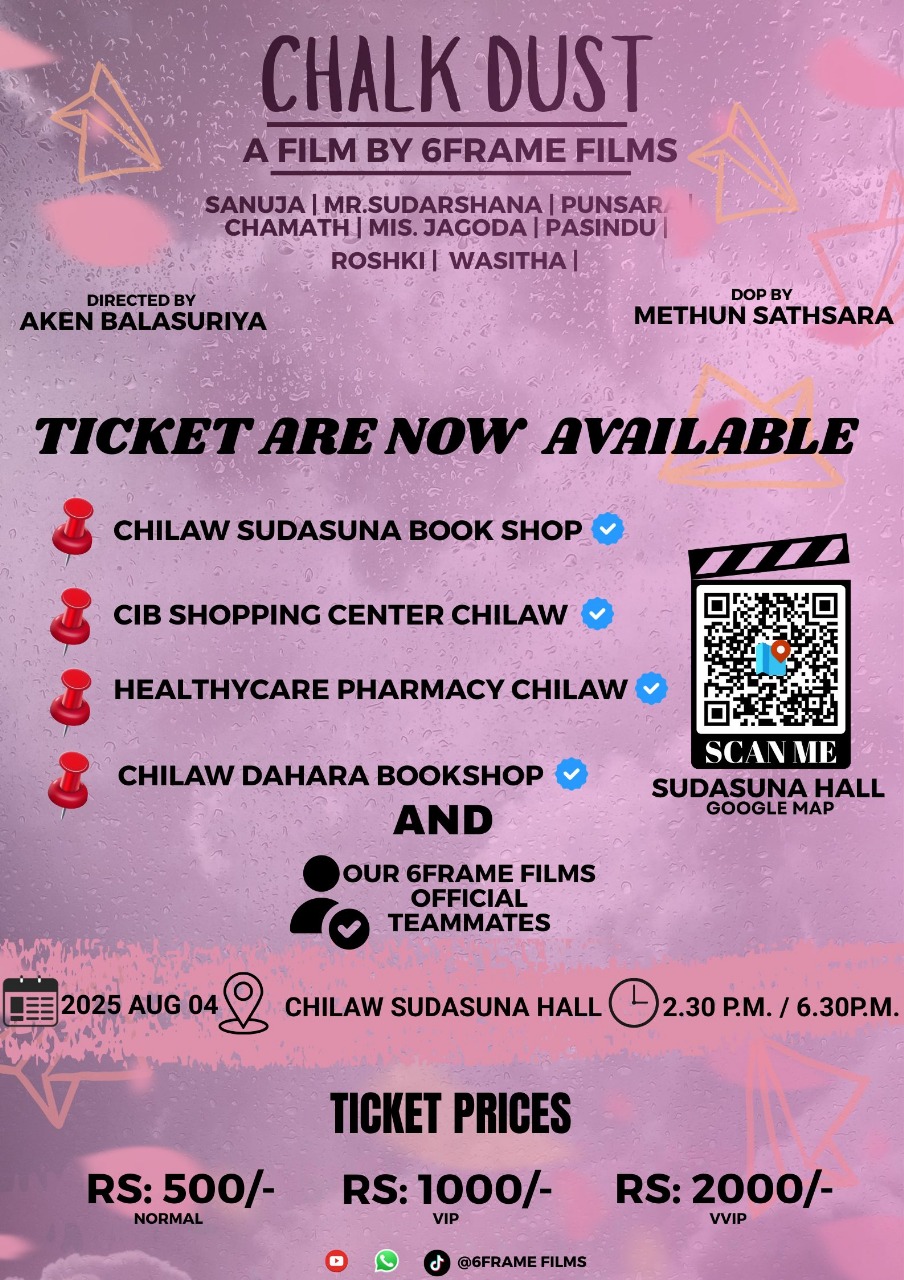 CHALK DUST
A FILM BY 6FRAME FILMS
SANUJA | MR.SUDARSHANA | PUNSARA |
CHAMATH | MIS. JAGODA | PASINDU |
ROSHKI | WASITHA |
DIRECTED BY
AKEN BALASURIYA
DOP BY
METHUN SATHSARA
TICKET ARE NOW AVAILABLE
CHILAW SUDASUNA BOOK SHOP
CIB SHOPPING CENTER CHILAW
HEALTHYCARE PHARMACY CHILAW
CHILAW DAHARA BOOKSHOP
SCAN ME
SUDASUNA HALL
GOOGLE MAP
AND
OUR 6FRAME FILMS
OFFICIAL
TEAMMATES
2025 AUG 04
CHILAW SUDASUNA HALL
2.30 P.M. / 6.30P.M.
TICKET PRICES
RS: 500/-
NORMAL
RS: 1000/-
VIP
RS: 2000/-
VVIP
@6FRAME FILMS